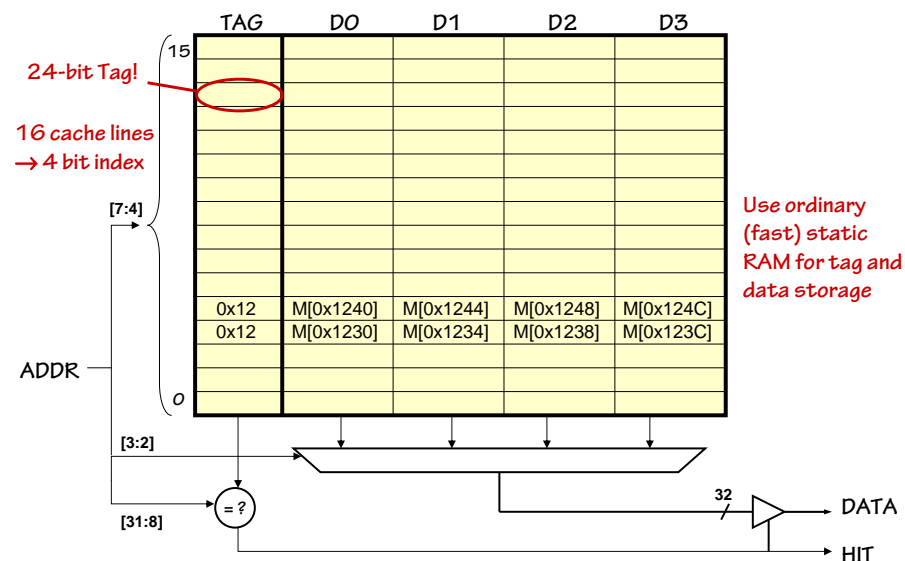 TAG D0 D1 D2 D3
15
24-bit Tag!
16 cache lines
→ 4 bit index
[7:4]
Use ordinary
(fast) static
RAM for tag and
data storage
0x12 M[0x1240] M[0x1244] M[0x1248] M[0x124C]
0x12 M[0x1230] M[0x1234] M[0x1238] M[0x123C]
ADDR
0
[3:2]
= ?
[31:8]
32
DATA
HIT